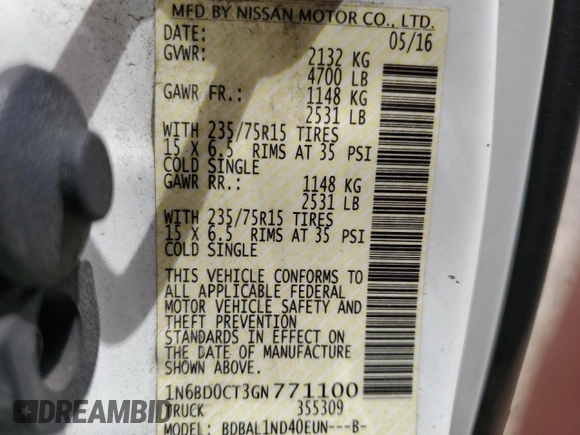 MFD BY NISSAN MOTOR CO., LTD.
DATE: 05/16
GVWR: 2132 KG
4700 LB
GAWR FR.: 1148 KG
2531 LB
WITH 235/75R15 TIRES
15 X 6.5 RIMS AT 35 PSI
COLD SINGLE
GAWR RR.: 1148 KG
2531 LB
WITH 235/75R15 TIRES
15 X 6.5 RIMS AT 35 PSI
COLD SINGLE
THIS VEHICLE CONFORMS TO
ALL APPLICABLE FEDERAL
MOTOR VEHICLE SAFETY AND
THEFT PREVENTION
STANDARDS IN EFFECT ON
THE DATE OF MANUFACTURE
SHOWN ABOVE.
1N6BD0CT3GN771100
TRUCK 355309
MODEL: BDBAL1ND40EUN---B-